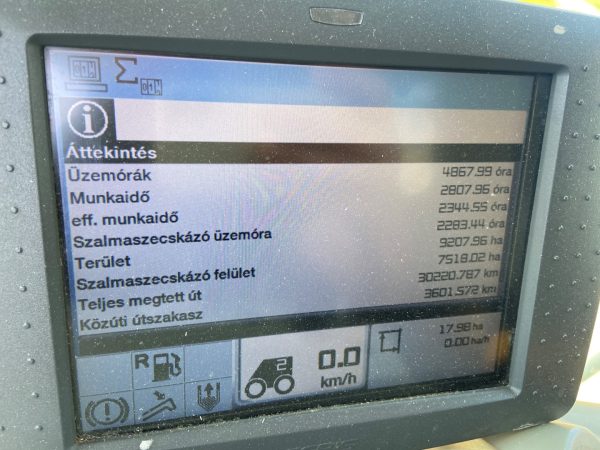 Áttekintés
Üzemórák 4867.99 óra
Munkaidő 2807.96 óra
eff. munkaidő 2344.55 óra
Szalmaszecskázó üzemóra 2283.44 óra
Terület 9207.96 ha
Szalmaszecskázó felület 7518.02 ha
Teljes megtett út 30220.787 km
Közúti útszakasz 3601.572 km
R
2
0.0
km/h
17.98 ha
0.00 ha/h